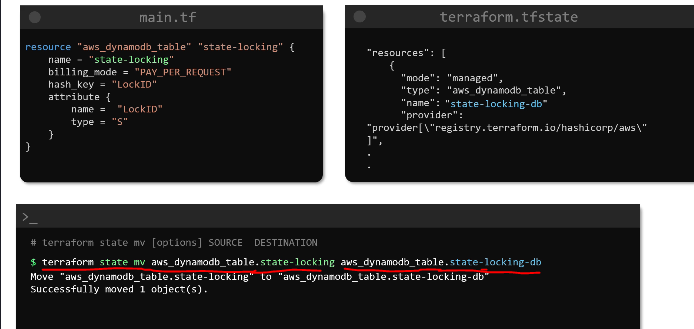 main.tf
resource "aws_dynamodb_table" "state-locking" {
name = "state-locking"
billing_mode = "PAY_PER_REQUEST"
hash_key = "LockID"
attribute {
name = "LockID"
type = "S"
}
}
terraform.tfstate
"resources": [
{
"mode": "managed",
"type": "aws_dynamodb_table",
"name": "state-locking-db"
"provider":
"provider[\"registry.terraform.io/hashicorp/aws\"
]",
.
.
>_
# terraform state mv [options] SOURCE DESTINATION
$ terraform state mv aws_dynamodb_table.state-locking aws_dynamodb_table.state-locking-db
Move "aws_dynamodb_table.state-locking" to "aws_dynamodb_table.state-locking-db"
Successfully moved 1 object(s).